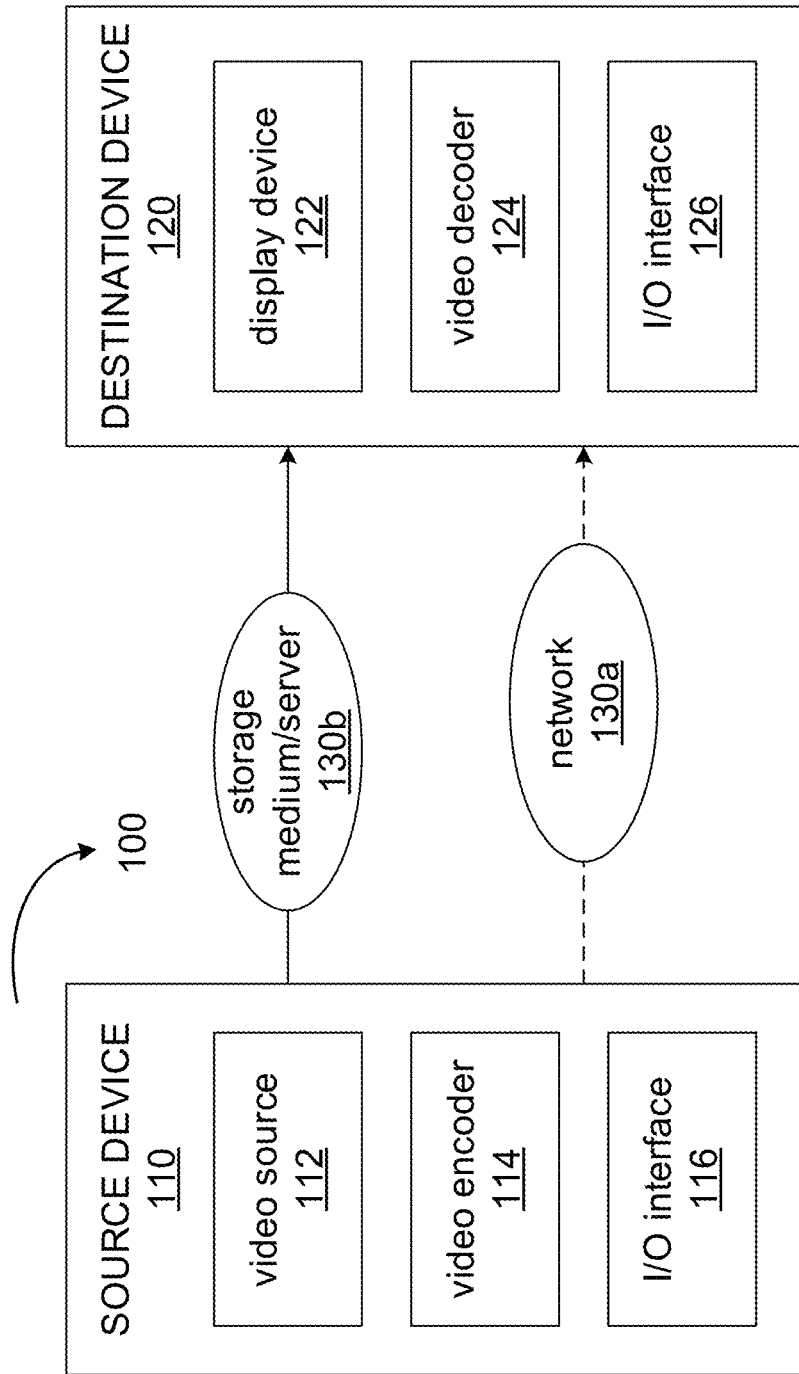 100
SOURCE DEVICE
110
video source
112
video encoder
114
I/O interface
116
storage
medium/server
130b
network
130a
DESTINATION DEVICE
120
display device
122
video decoder
124
I/O interface
126